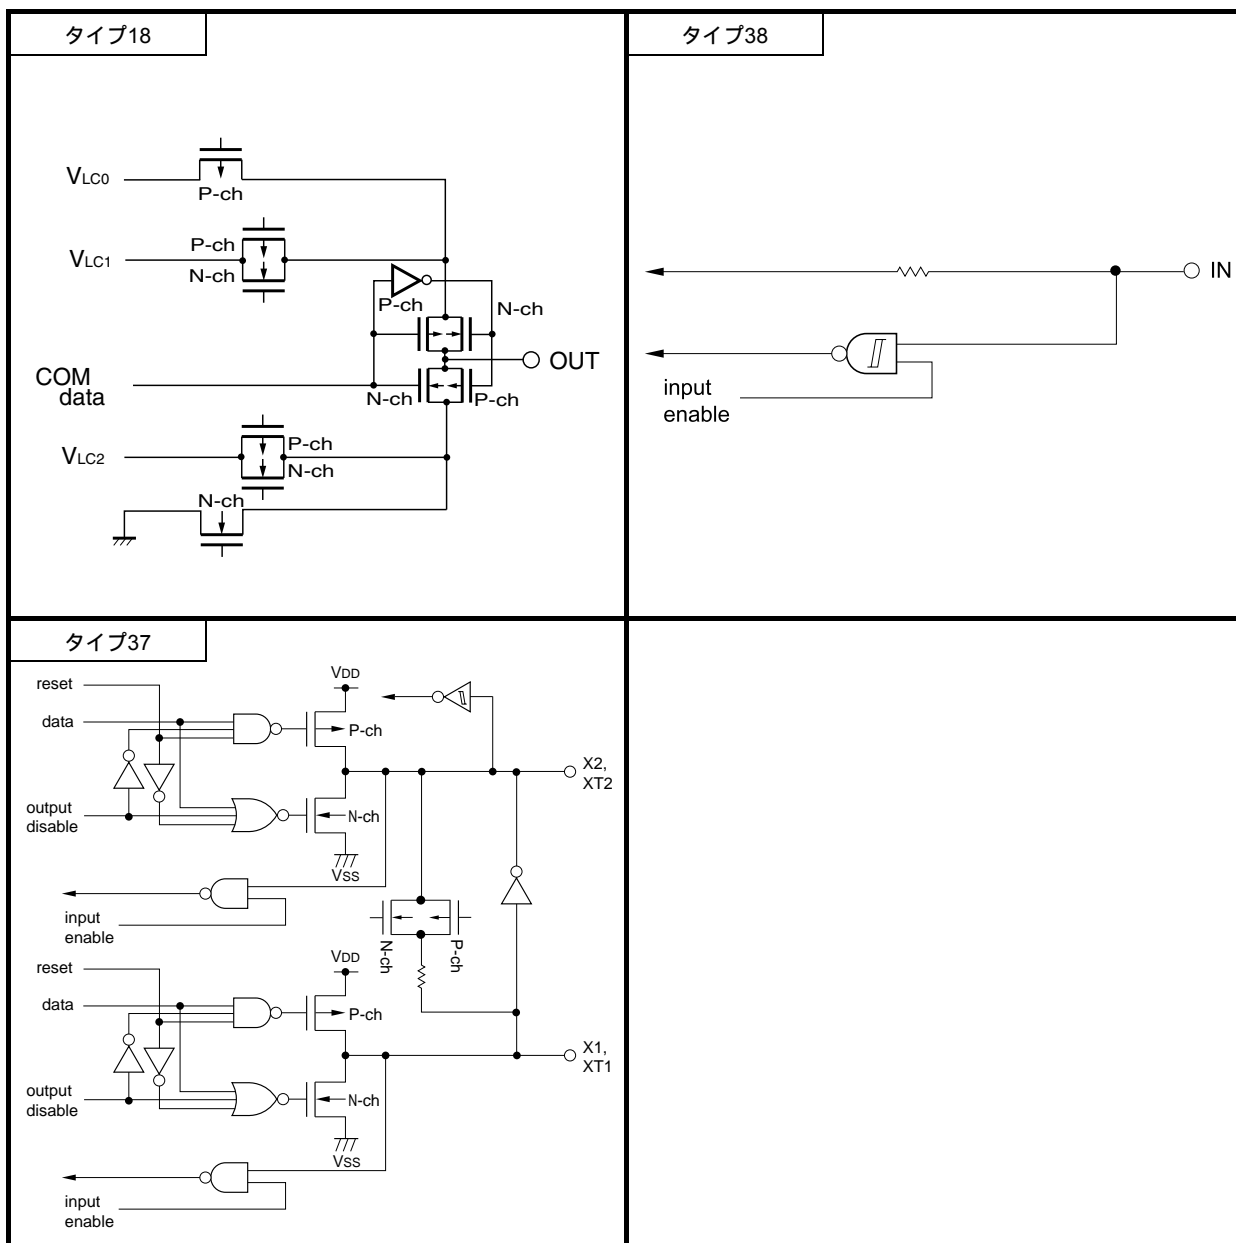 タイプ18
VLC0
P-ch
VLC1
P-ch
N-ch
P-ch
N-ch
OUT
COM
data
N-ch
P-ch
VLC2
P-ch
N-ch
N-ch
タイプ38
IN
input
enable
タイプ37
reset
data
output
disable
VDD
P-ch
N-ch
VSS
X2,
XT2
input
enable
N-ch
P-ch
reset
data
output
disable
VDD
P-ch
N-ch
VSS
X1,
XT1
input
enable